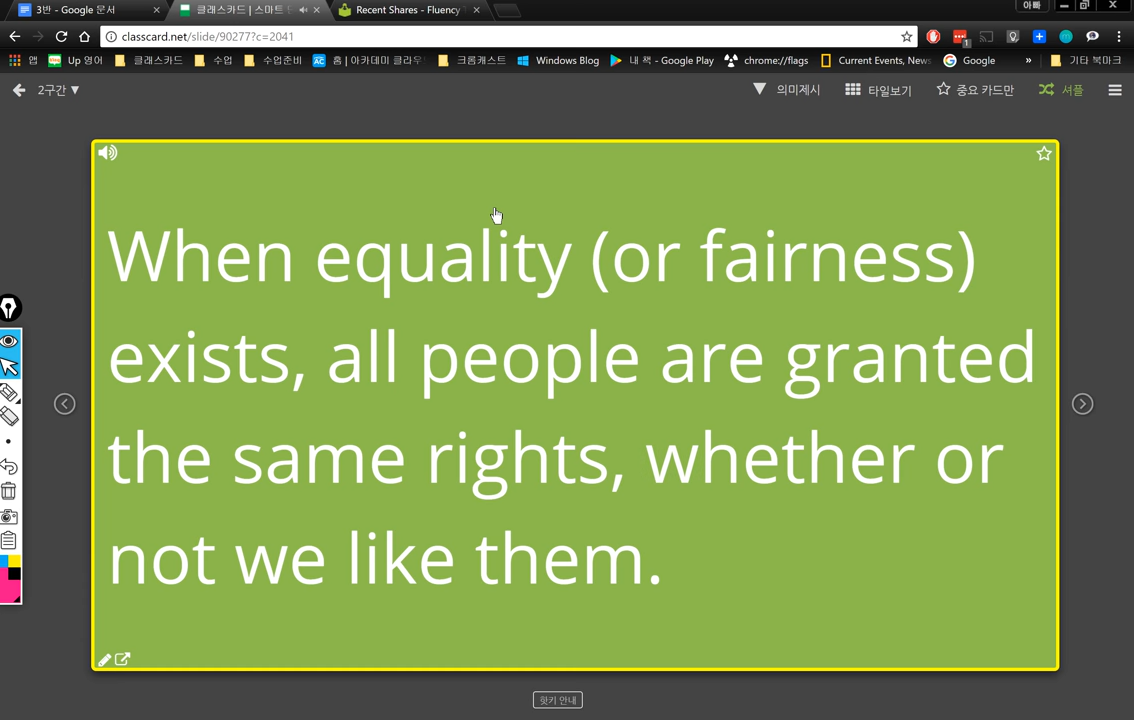 3반 - Google 문서
클래스카드 | 스마트
Recent Shares - Fluency
아빠
classcard.net/slide/90277?c=2041
1
앱
Up 영어
클래스카드
수업
수업준비
AC
홈 | 아카데미 클라우
크롬캐스트
Windows Blog
내 책 - Google Play
chrome://flags
Current Events, News
Google
»
기타 북마크
2구간 ▼
의미제시
타일보기
중요 카드만
셔플
When equality (or fairness)
exists, all people are granted
the same rights, whether or
not we like them.
핫키 안내